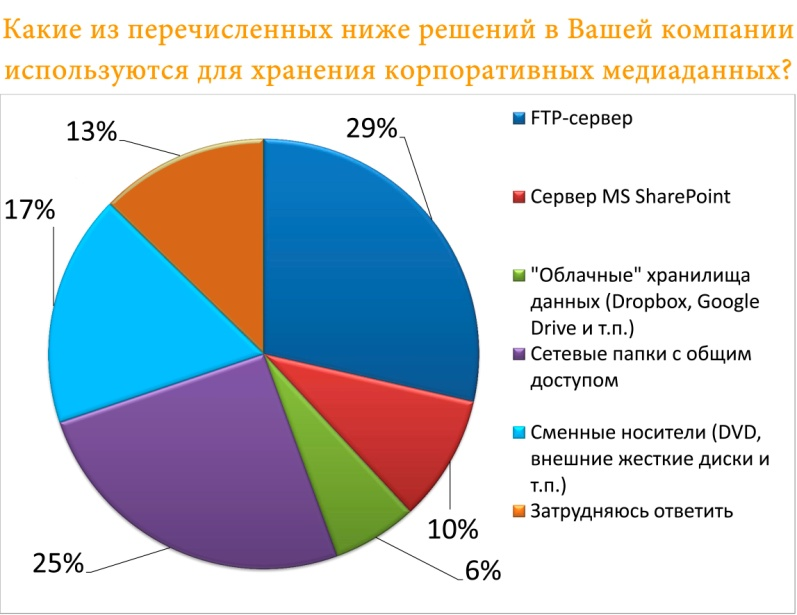 Какие из перечисленных ниже решений в Вашей компании
используются для хранения корпоративных медиаданных?
13%
29%
17%
25%
10%
6%
FTP-сервер
Сервер MS SharePoint
"Облачные" хранилища
данных (Dropbox, Google
Drive и т.п.)
Сетевые папки с общим
доступом
Сменные носители (DVD,
внешние жесткие диски и
т.п.)
Затрудняюсь ответить